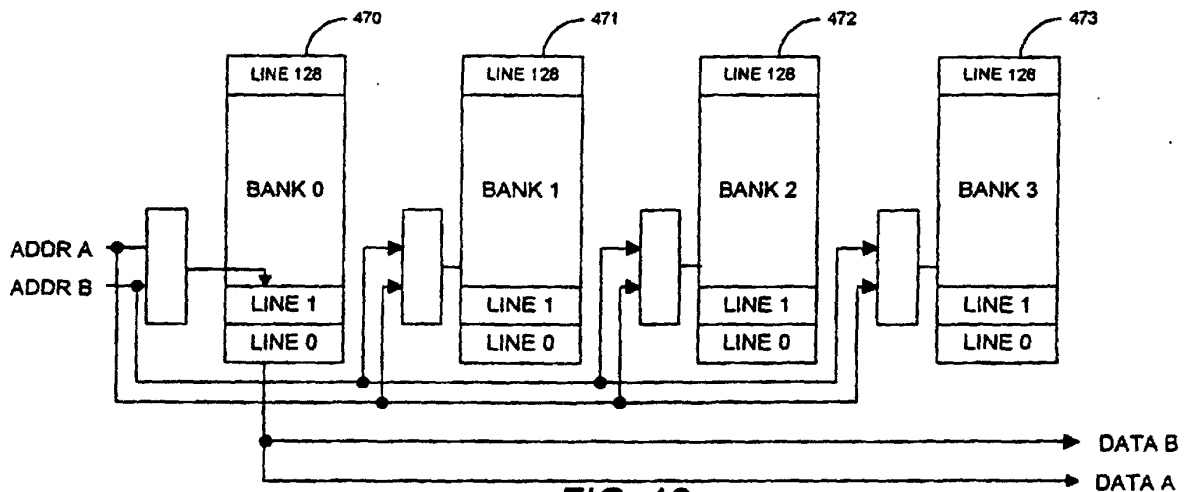 470
471
472
473
LINE 128
LINE 128
LINE 128
LINE 128
BANK 0
BANK 1
BANK 2
BANK 3
ADDR A
ADDR B
LINE 1
LINE 1
LINE 1
LINE 1
LINE 0
LINE 0
LINE 0
LINE 0
DATA B
DATA A